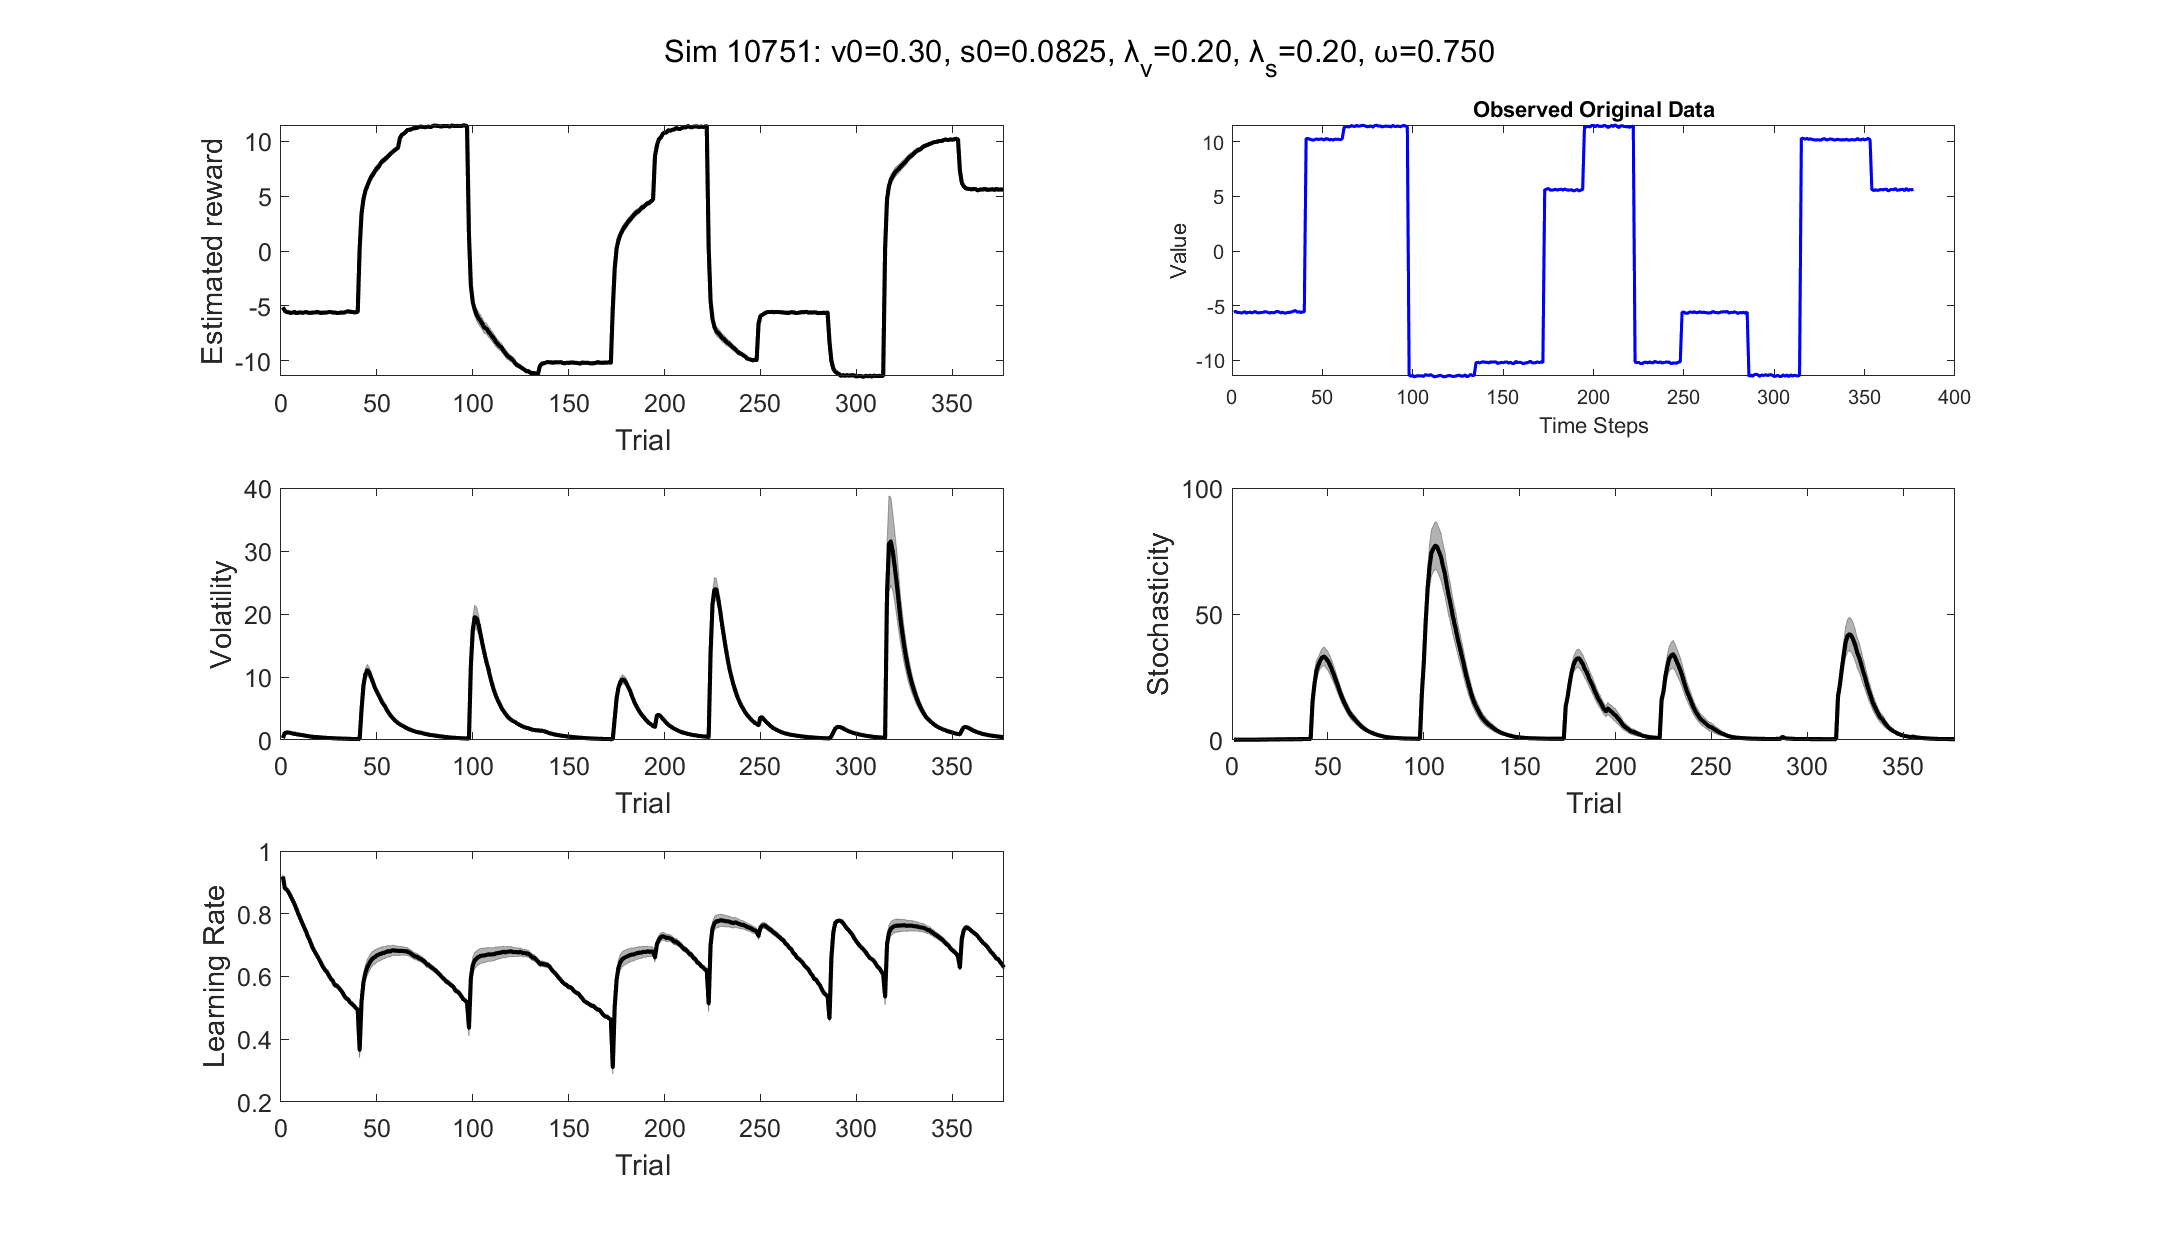 Sim 10751: v0=0.30, s0=0.0825, λ_v=0.20, λ_s=0.20, ω=0.750
Estimated reward
10
5
0
-5
-10
0 50 100 150 200 250 300 350
Trial
Observed Original Data
Value
10
5
0
-5
-10
0 50 100 150 200 250 300 350 400
Time Steps
Volatility
40
30
20
10
0
0 50 100 150 200 250 300 350
Trial
Stochasticity
100
50
0
0 50 100 150 200 250 300 350
Trial
Learning Rate
1
0.8
0.6
0.4
0.2
0 50 100 150 200 250 300 350
Trial